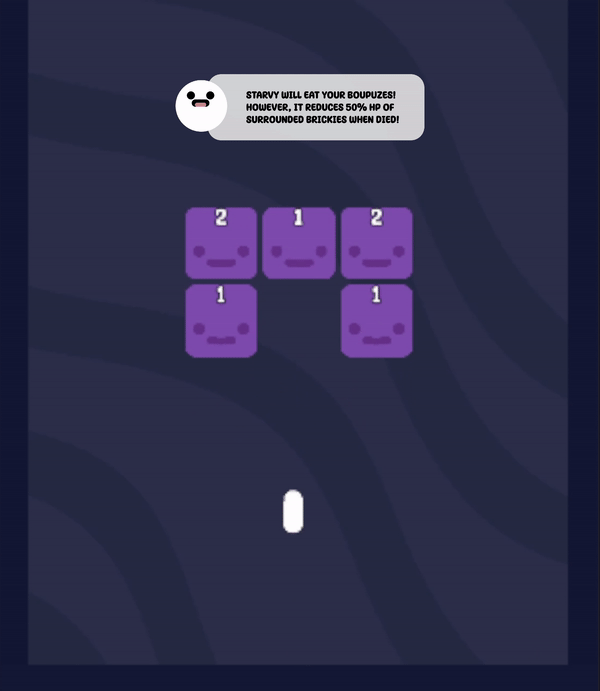 STARVY WILL EAT YOUR BOUPUZES!
HOWEVER, IT REDUCES 50% HP OF
SURROUNDED BRICKIES WHEN DIED!
2 1 2
1 1